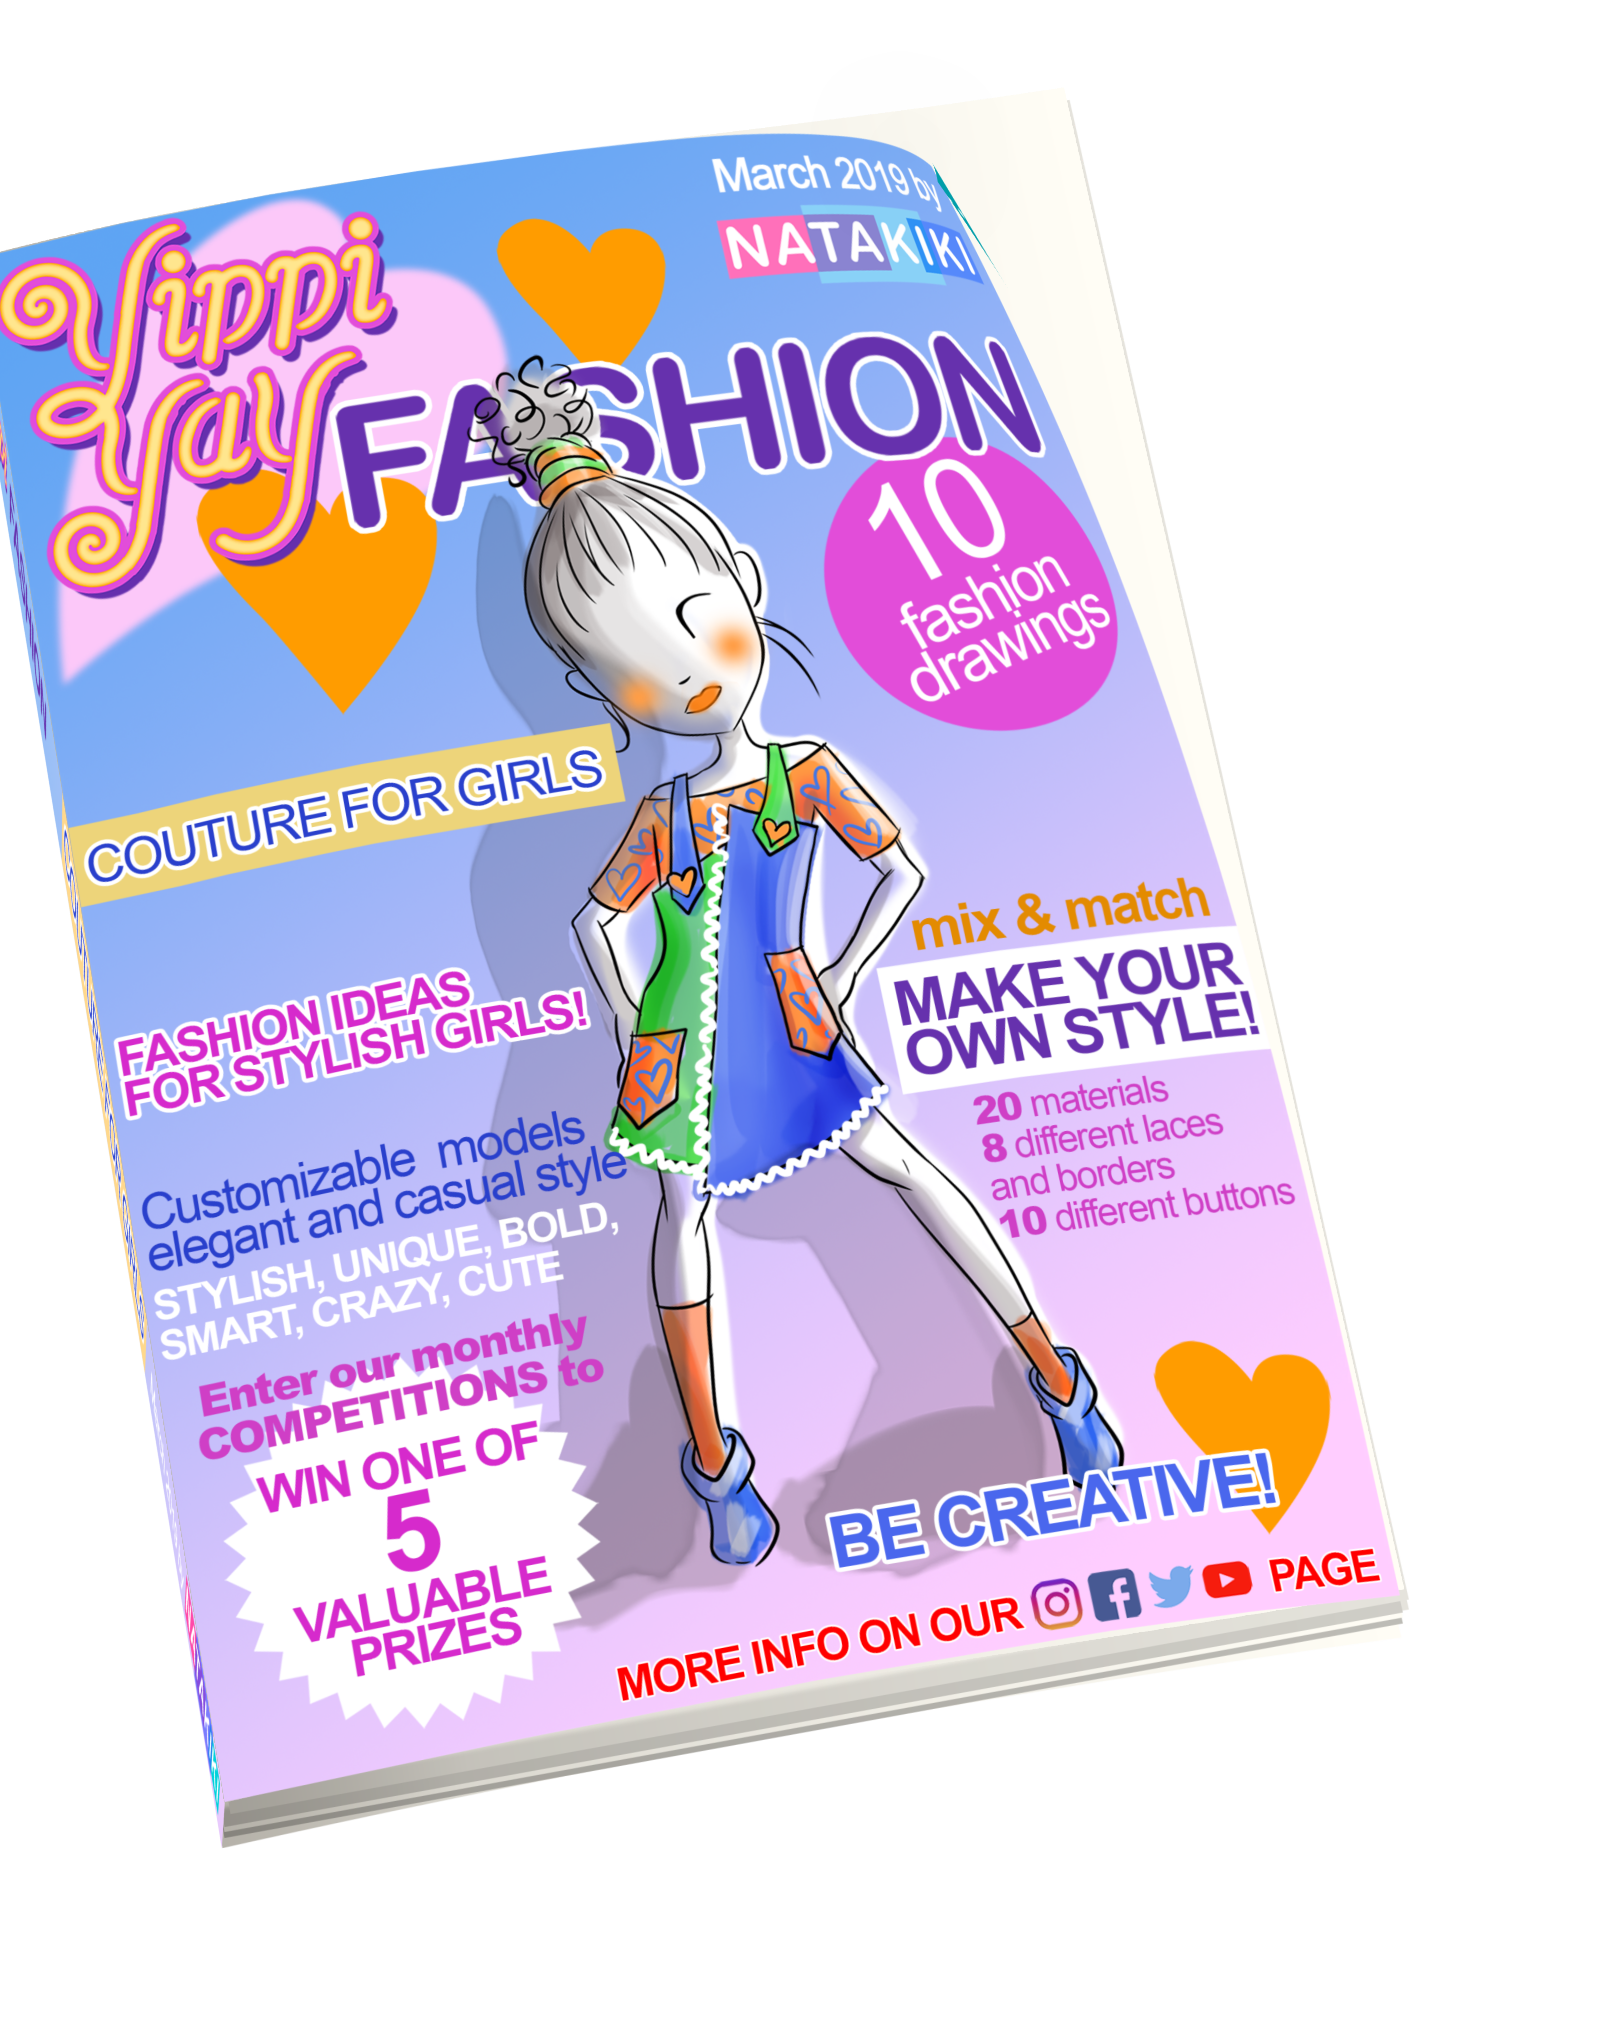 March 2019 by
NATAKIKI
Yippi
Yay
FASHION
10
fashion
drawings
COUTURE FOR GIRLS
mix & match
MAKE YOUR
OWN STYLE!
20 materials
8 different laces
and borders
10 different buttons
FASHION IDEAS
FOR STYLISH GIRLS!
Customizable models
elegant and casual style
STYLISH, UNIQUE, BOLD,
SMART, CRAZY, CUTE
Enter our monthly
COMPETITIONS to
WIN ONE OF
5
VALUABLE
PRIZES
BE CREATIVE!
MORE INFO ON OUR PAGE